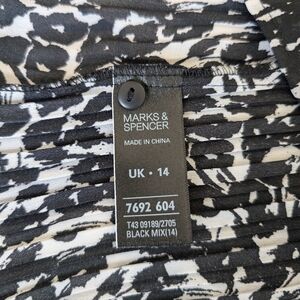 MARKS &
SPENCER
MADE IN CHINA
UK • 14
7692 604
T43 09189/2705
BLACK MIX(14)